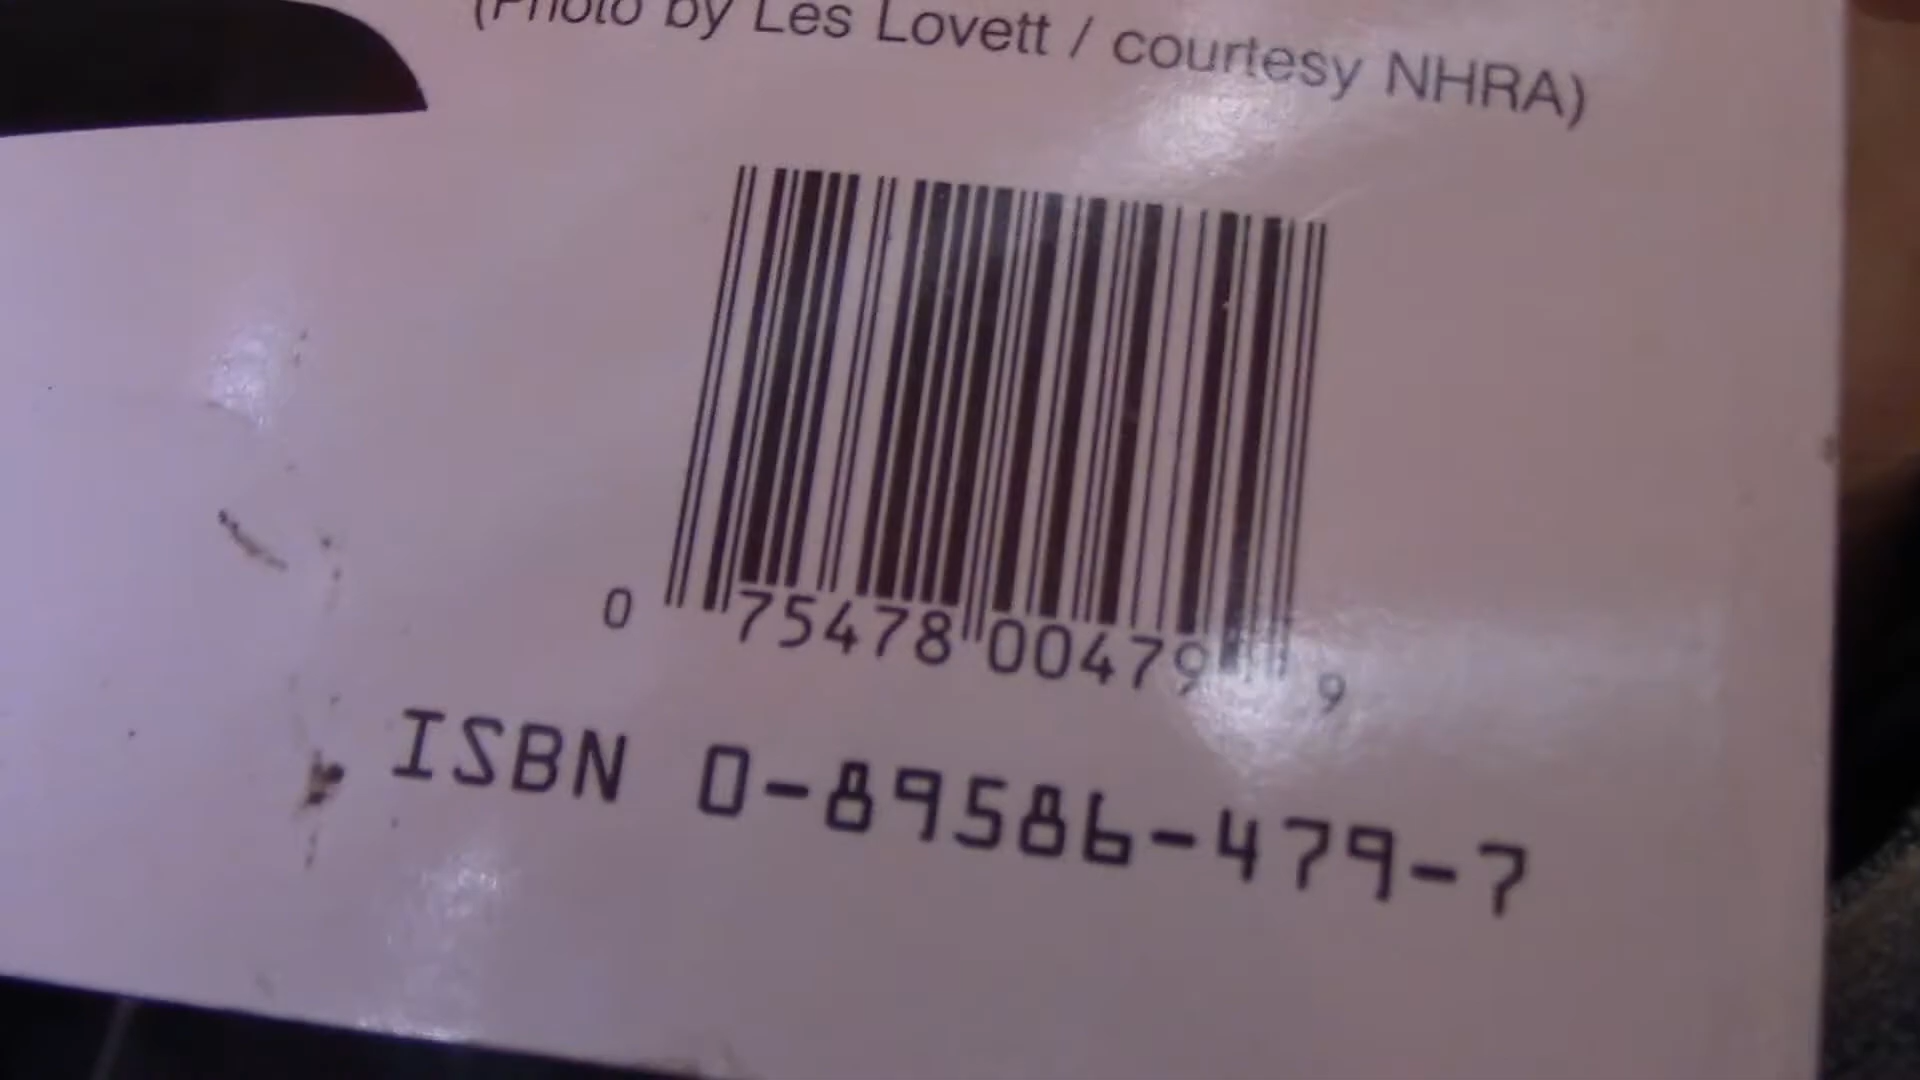 (Photo by Les Lovett / courtesy NHRA)
0 75478 00479 9
ISBN 0-89586-479-7